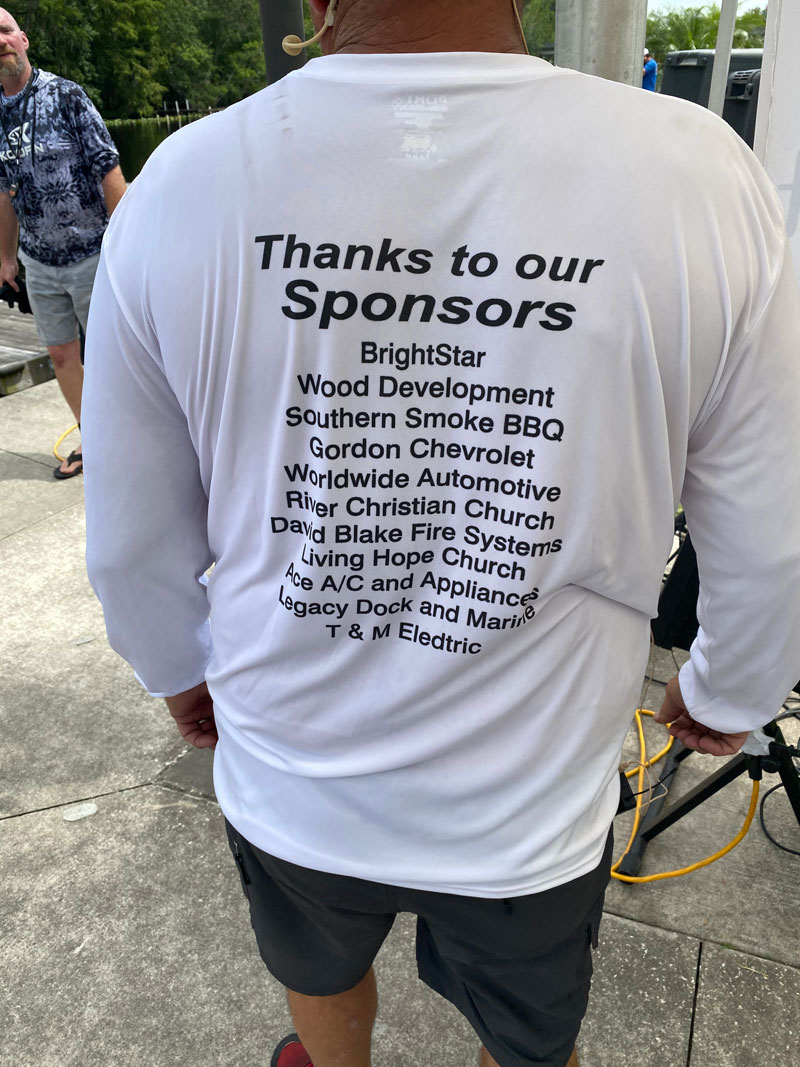 Thanks to our
Sponsors
BrightStar
Wood Development
Southern Smoke BBQ
Gordon Chevrolet
Worldwide Automotive
River Christian Church
David Blake Fire Systems
Living Hope Church
Ace A/C and Appliances
Legacy Dock and Marine
T & M Eledtric